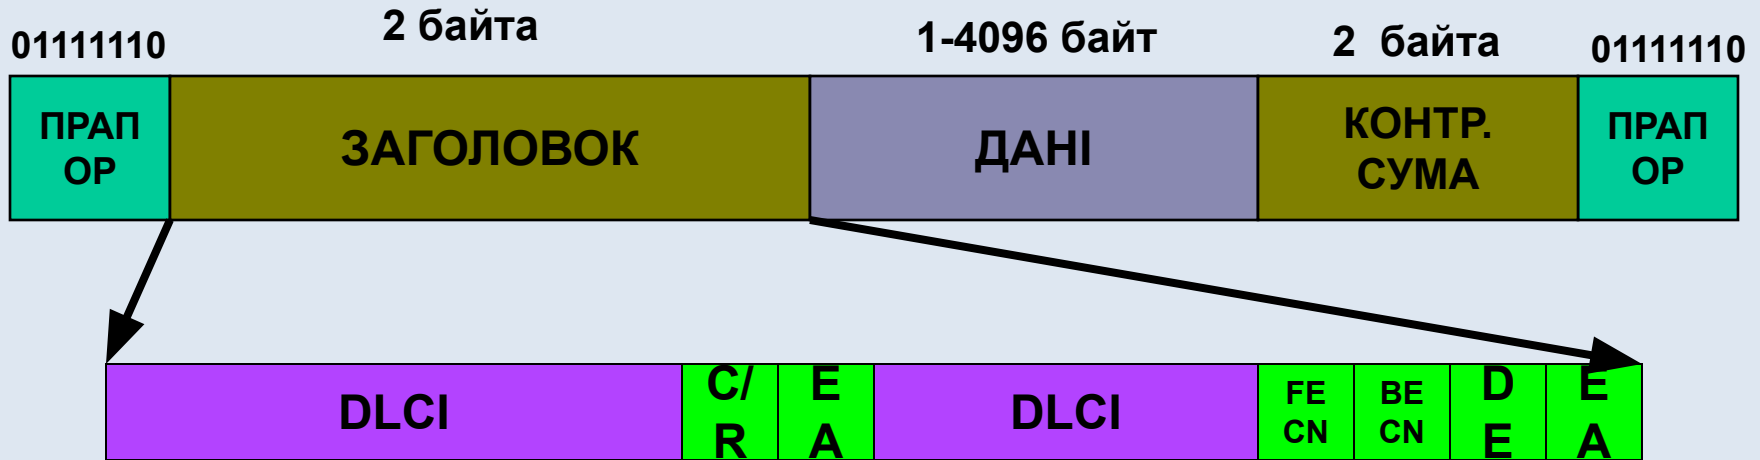 01111110 2 байта 1-4096 байт 2 байта 01111110
ПРАП
ОР
ЗАГОЛОВОК
ДАНІ
КОНТР.
СУМА
ПРАП
ОР
DLCI
C/
R
E
A
DLCI
FE
CN
BE
CN
D
E
E
A